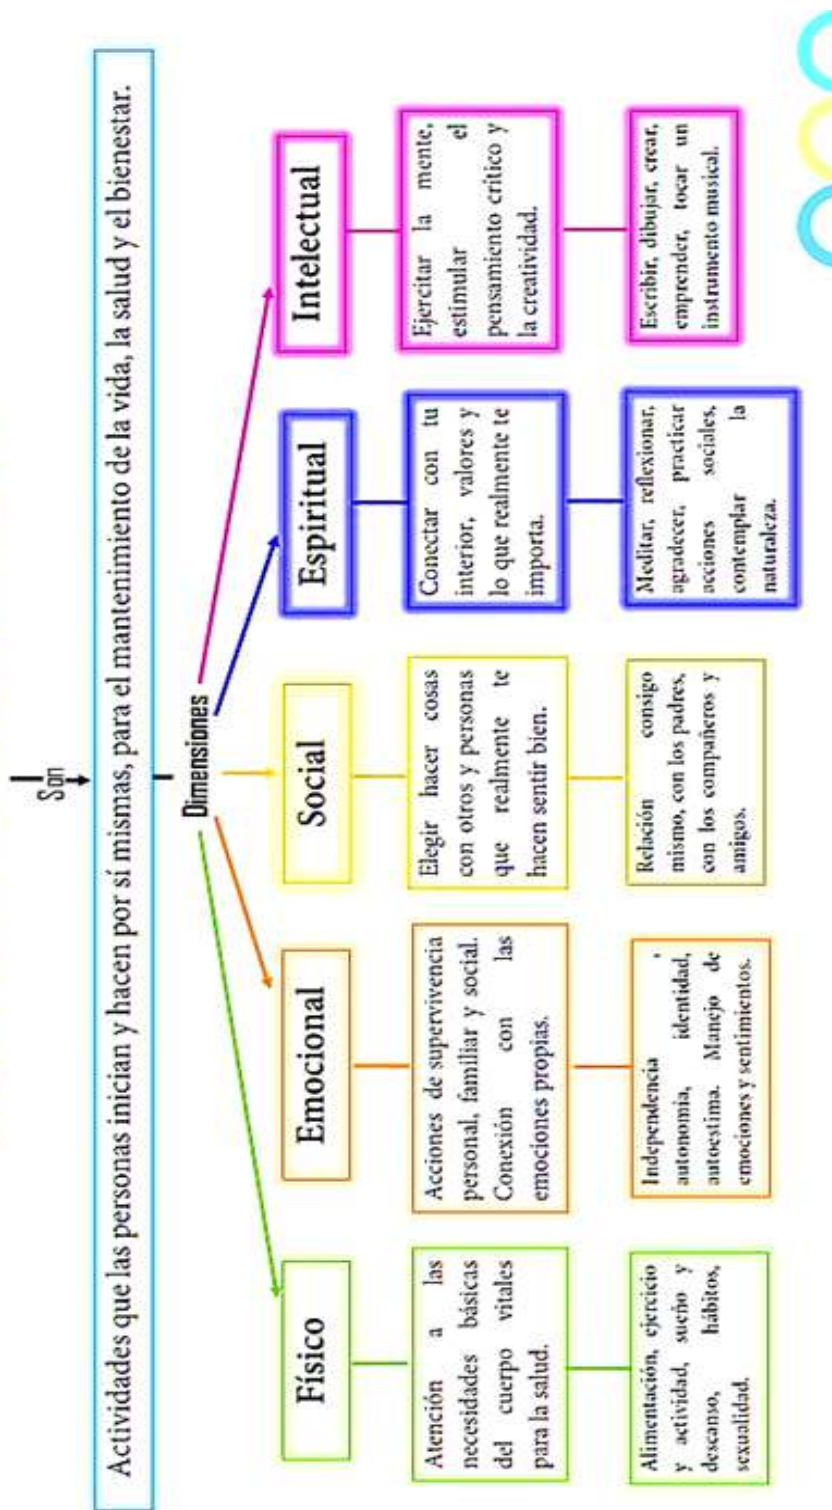 Son
Actividades que las personas inician y hacen por sí mismas, para el mantenimiento de la vida, la salud y el bienestar.
Dimensiones
Físico
Atención a las
necesidades básicas
del cuerpo vitales
para la salud.
Alimentación, ejercicio
y actividad, sueño y
descanso, hábitos,
sexualidad.
Emocional
Acciones de supervivencia
personal, familiar y social.
Conexión con las
emociones propias.
Independencia ,
autonomía, identidad,
autoestima. Manejo de
emociones y sentimientos.
Social
Elegir hacer cosas
con otros y personas
que realmente te
hacen sentir bien.
Relación consigo
mismo, con los padres,
con los compañeros y
amigos.
Espiritual
Conectar con tu
interior, valores y
lo que realmente te
importa.
Meditar, reflexionar,
agradecer, practicar
acciones sociales,
contemplar la
naturaleza.
Intelectual
Ejercitar la mente,
estimular el
pensamiento crítico y
la creatividad.
Escribir, dibujar, crear,
emprender, tocar un
instrumento musical.